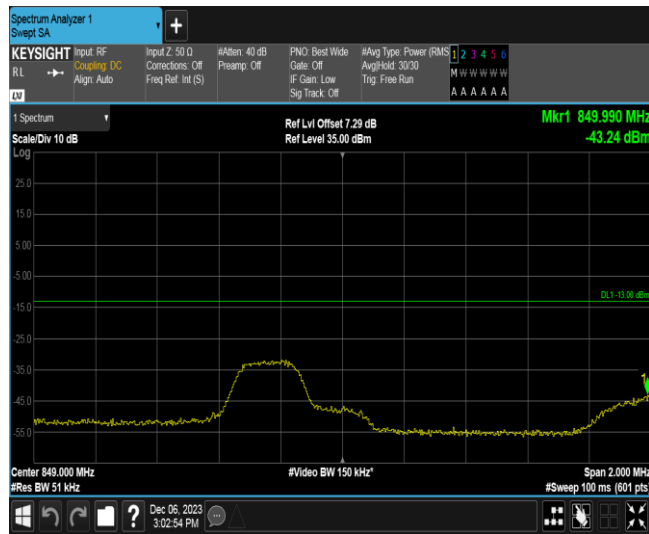 Spectrum Analyzer 1
Swept SA
+
KEYSIGHT
RL
LXI
Input: RF
Coupling: DC
Align: Auto
Input Z: 50 Ω
Corrections: Off
Freq Ref: Int (S)
#Atten: 40 dB
Preamp: Off
PNO: Best Wide
Gate: Off
IF Gain: Low
Sig Track: Off
#Avg Type: Power (RMS
Avg|Hold: 30/30
Trig: Free Run
1 2 3 4 5 6
M W W W W W
A A A A A A
1 Spectrum
Scale/Div 10 dB
Log
Ref Lvl Offset 7.29 dB
Ref Level 35.00 dBm
Mkr1 849.990 MHz
-43.24 dBm
25.0
15.0
5.00
-5.00
-15.0
-25.0
-35.0
-45.0
-55.0
DL1 -13.00 dBm
1
Center 849.000 MHz
#Res BW 51 kHz
#Video BW 150 kHz*
Span 2.000 MHz
#Sweep 100 ms (601 pts)
?
Dec 06, 2023
3:02:54 PM